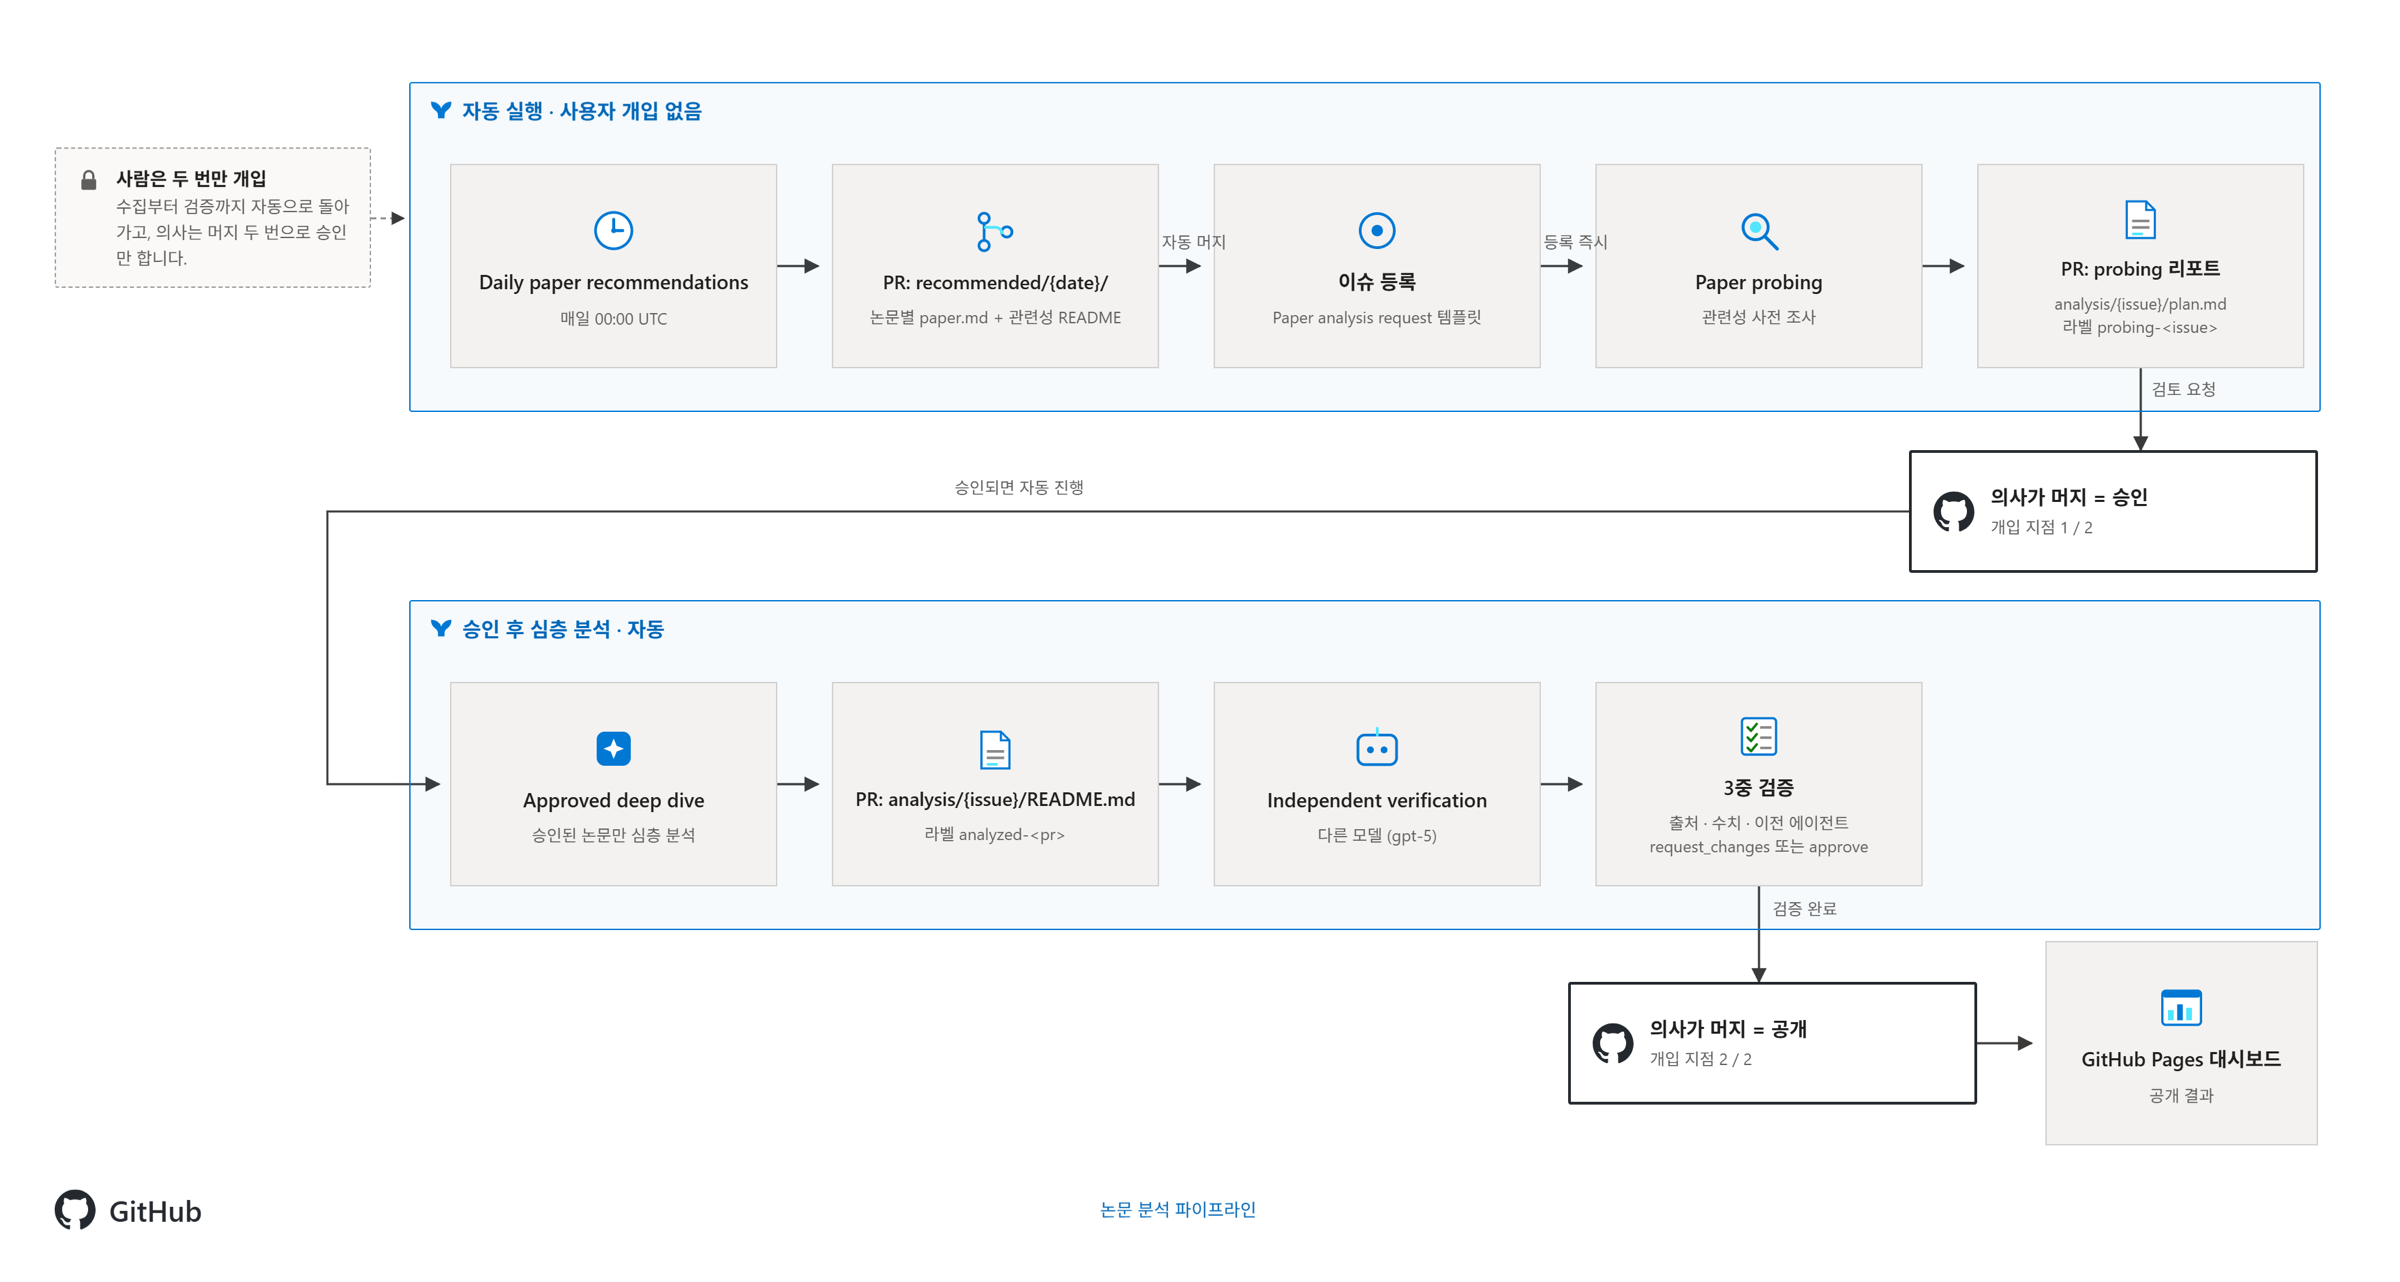 자동 실행 · 사용자 개입 없음
사람은 두 번만 개입
수집부터 검증까지 자동으로 돌아
가고, 의사는 머지 두 번으로 승인
만 합니다.
Daily paper recommendations
매일 00:00 UTC
PR: recommended/{date}/
논문별 paper.md + 관련성 README
자동 머지
이슈 등록
Paper analysis request 템플릿
등록 즉시
Paper probing
관련성 사전 조사
PR: probing 리포트
analysis/{issue}/plan.md
라벨 probing-<issue>
검토 요청
의사가 머지 = 승인
개입 지점 1 / 2
승인되면 자동 진행
승인 후 심층 분석 · 자동
Approved deep dive
승인된 논문만 심층 분석
PR: analysis/{issue}/README.md
라벨 analyzed-<pr>
Independent verification
다른 모델 (gpt-5)
3중 검증
출처 · 수치 · 이전 에이전트
request_changes 또는 approve
검증 완료
의사가 머지 = 공개
개입 지점 2 / 2
GitHub Pages 대시보드
공개 결과
GitHub
논문 분석 파이프라인